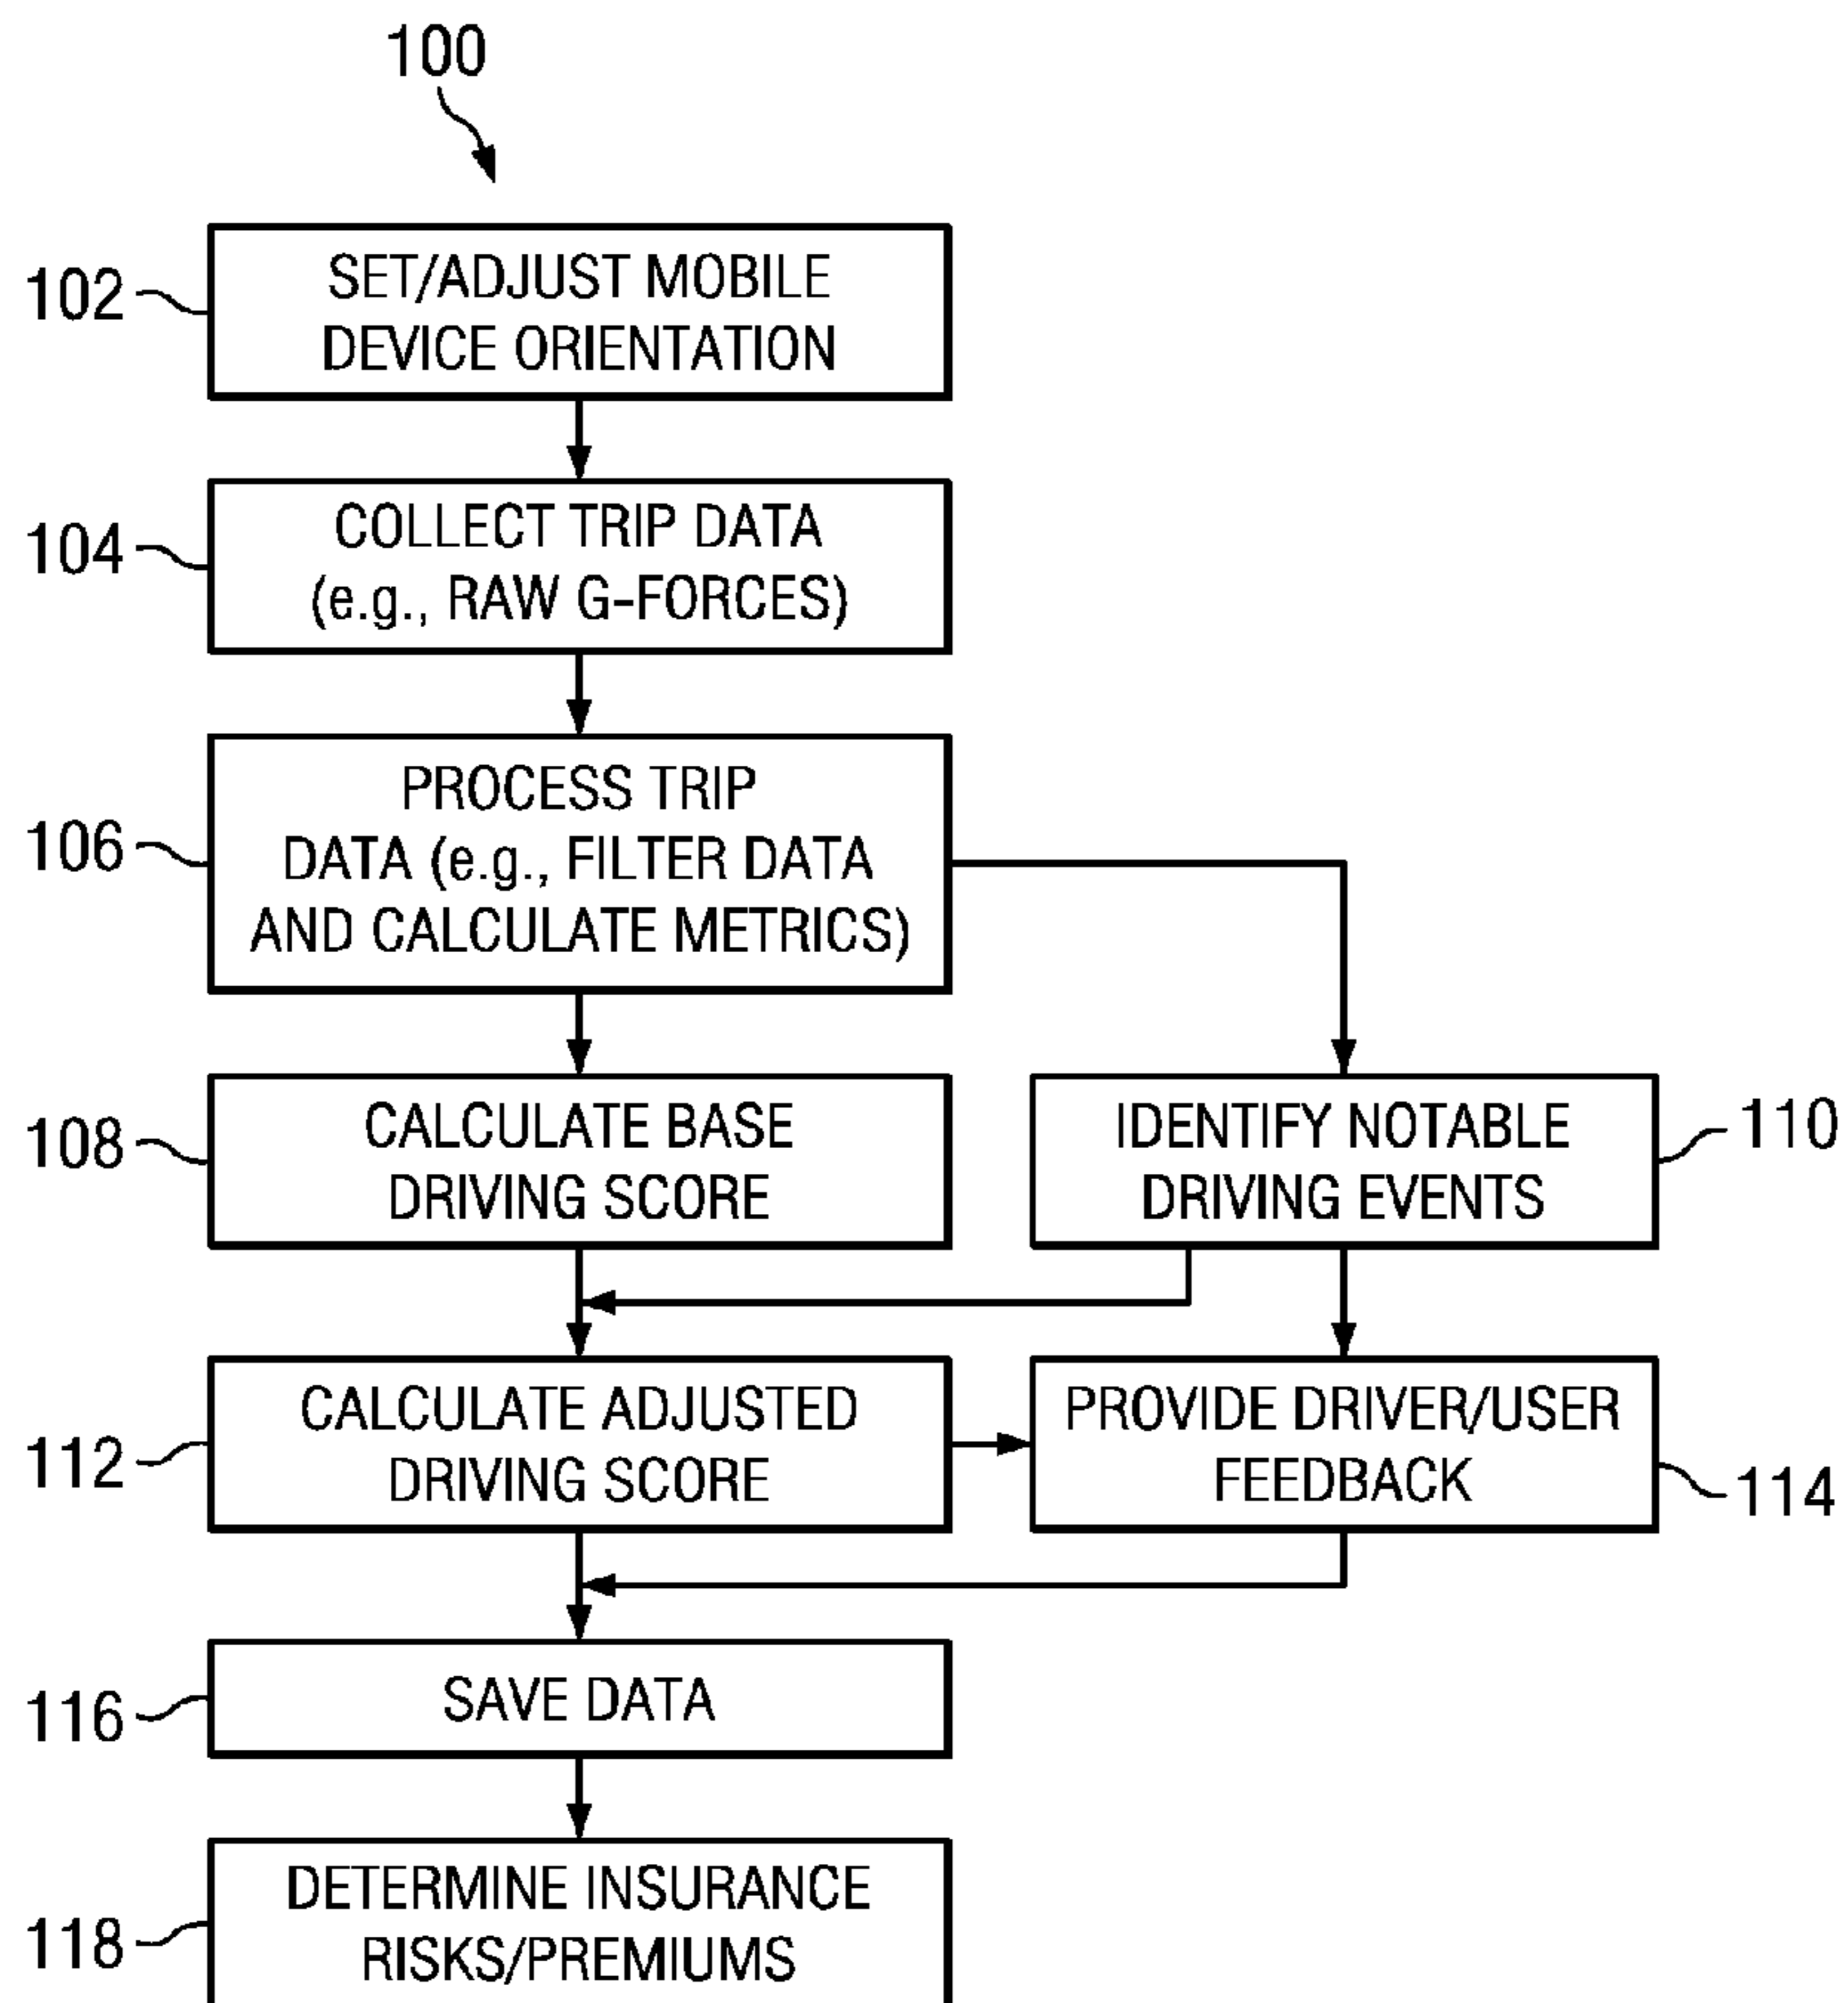 100
102
SET/ADJUST MOBILE
DEVICE ORIENTATION
104
COLLECT TRIP DATA
(e.g., RAW G-FORCES)
106
PROCESS TRIP
DATA (e.g., FILTER DATA
AND CALCULATE METRICS)
108
CALCULATE BASE
DRIVING SCORE
IDENTIFY NOTABLE
DRIVING EVENTS
110
112
CALCULATE ADJUSTED
DRIVING SCORE
PROVIDE DRIVER/USER
FEEDBACK
114
116
SAVE DATA
118
DETERMINE INSURANCE
RISKS/PREMIUMS